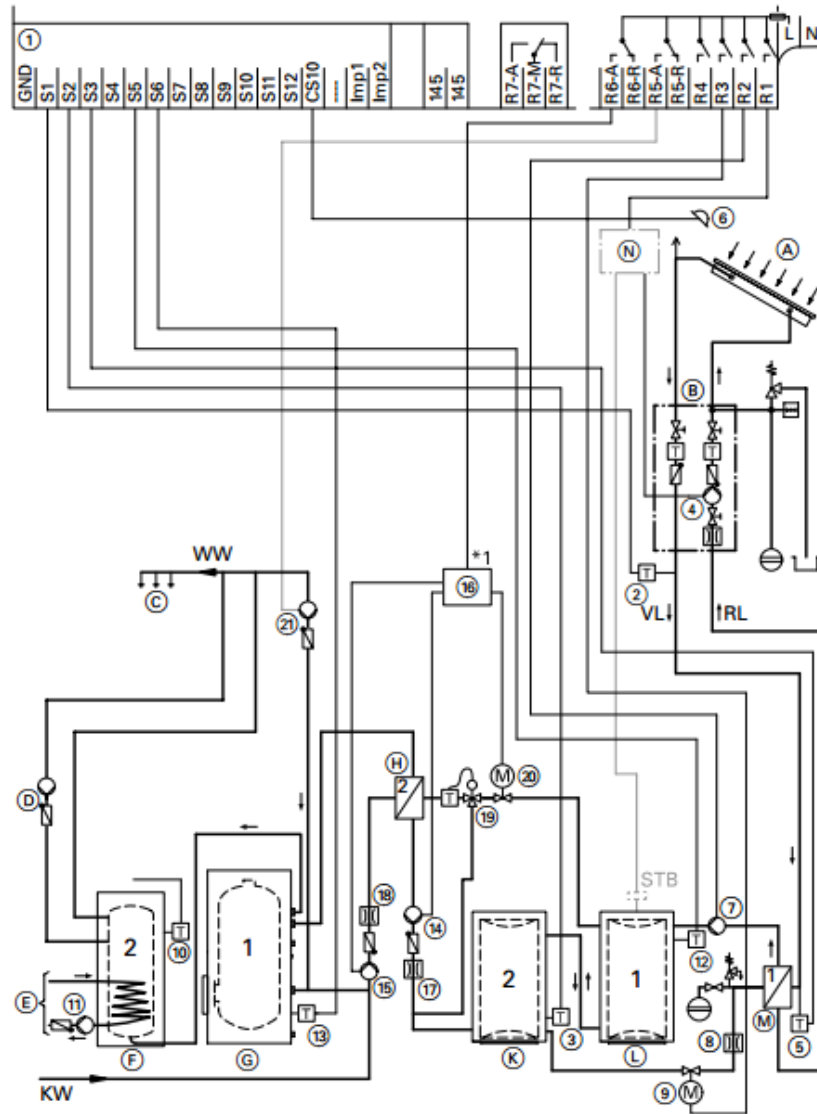 1
GND S1 S2 S3 S4 S5 S6 S7 S8 S9 S10 S11 S12 CS10 ---- Imp1 Imp2 145 145
R7-A R7-M R7-R
R6-A R6-R R5-A R5-R R4 R3 R2 R1
L N
6
N
A
B
T T
4
WW
C
*1
16
2 T
VL RL
21
D
H
2
T
M 20
19
STB
18
14
7
2
T
10
1
2
1
T
12
1
M
E
11
15
17
T
13
T
3
8
T
5
F
G
K
L
9 M
KW